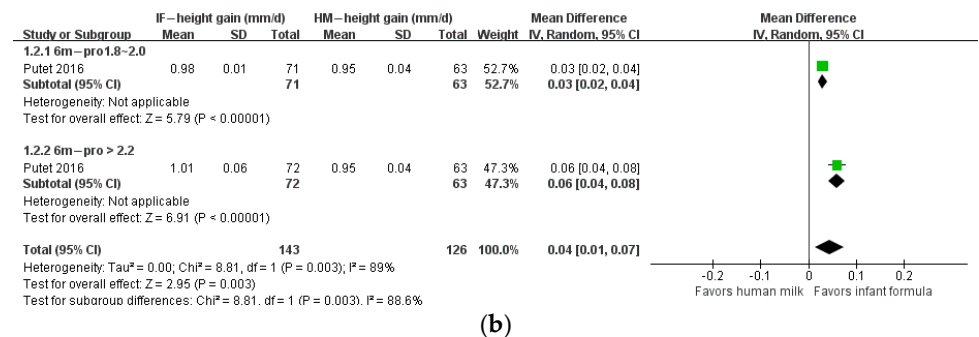 IF−height gain (mm/d) HM−height gain (mm/d) Mean Difference Mean Difference
Study or Subgroup Mean SD Total Mean SD Total Weight IV, Random, 95% CI IV, Random, 95% CI
1.2.1 6m−pro1.8~2.0
Putet 2016 0.98 0.01 71 0.95 0.04 63 52.7% 0.03 [0.02, 0.04]
Subtotal (95% CI) 71 63 52.7% 0.03 [0.02, 0.04]
Heterogeneity: Not applicable
Test for overall effect: Z = 5.79 (P < 0.00001)
1.2.2 6m−pro > 2.2
Putet 2016 1.01 0.06 72 0.95 0.04 63 47.3% 0.06 [0.04, 0.08]
Subtotal (95% CI) 72 63 47.3% 0.06 [0.04, 0.08]
Heterogeneity: Not applicable
Test for overall effect: Z = 6.91 (P < 0.00001)
Total (95% CI) 143 126 100.0% 0.04 [0.01, 0.07]
Heterogeneity: Tau² = 0.00; Chi² = 8.81, df = 1 (P = 0.003); I² = 89%
Test for overall effect: Z = 2.95 (P = 0.003)
Test for subgroup differences: Chi² = 8.81, df = 1 (P = 0.003), I² = 88.6%
-0.2 -0.1 0 0.1 0.2
Favors human milk Favors infant formula
(b)